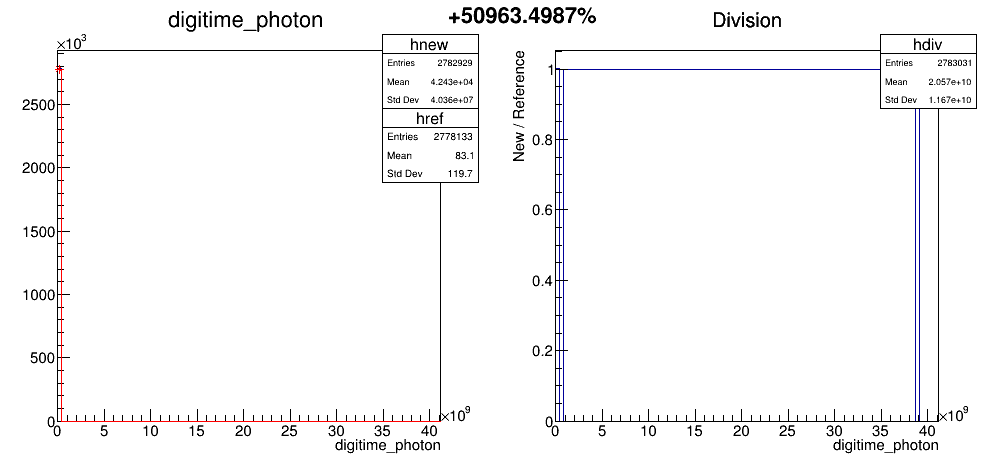 +50963.4987%
digitime_photon
×10³
hnew
Entries 2782929
Mean 4.243e+04
Std Dev 4.036e+07
href
Entries 2778133
Mean 83.1
Std Dev 119.7
2500
2000
1500
1000
500
0
0 5 10 15 20 25 30 35 40 ×10⁹
digitime_photon
Division
hdiv
Entries 2783031
Mean 2.057e+10
Std Dev 1.167e+10
New / Reference
1
0.8
0.6
0.4
0.2
0
0 5 10 15 20 25 30 35 40 ×10⁹
digitime_photon